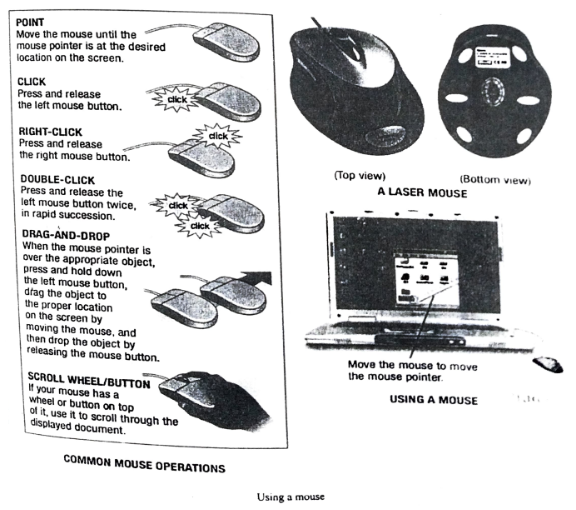 POINT
Move the mouse until the
mouse pointer is at the desired
location on the screen.
CLICK
Press and release
the left mouse button.
click
RIGHT-CLICK
Press and release
the right mouse button.
click
DOUBLE-CLICK
Press and release the
left mouse button twice,
in rapid succession.
click
click
DRAG-AND-DROP
When the mouse pointer is
over the appropriate object,
press and hold down
the left mouse button,
drag the object to
the proper location
on the screen by
moving the mouse, and
then drop the object by
releasing the mouse button.
SCROLL WHEEL/BUTTON
If your mouse has a
wheel or button on top
of it, use it to scroll through the
displayed document.
COMMON MOUSE OPERATIONS
(Top view)
(Bottom view)
A LASER MOUSE
Move the mouse to move
the mouse pointer.
USING A MOUSE
Using a mouse